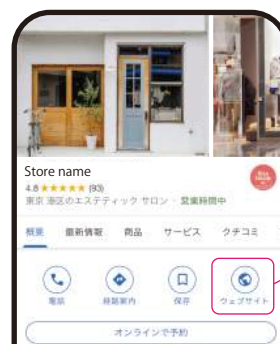 Store name
4.8 ★★★★★ (93)
東京 港区のエステティック サロン · 営業時間中
概要 最新情報 商品 サービス クチコミ
電話 経路案内 保存 ウェブサイト
オンラインで予約